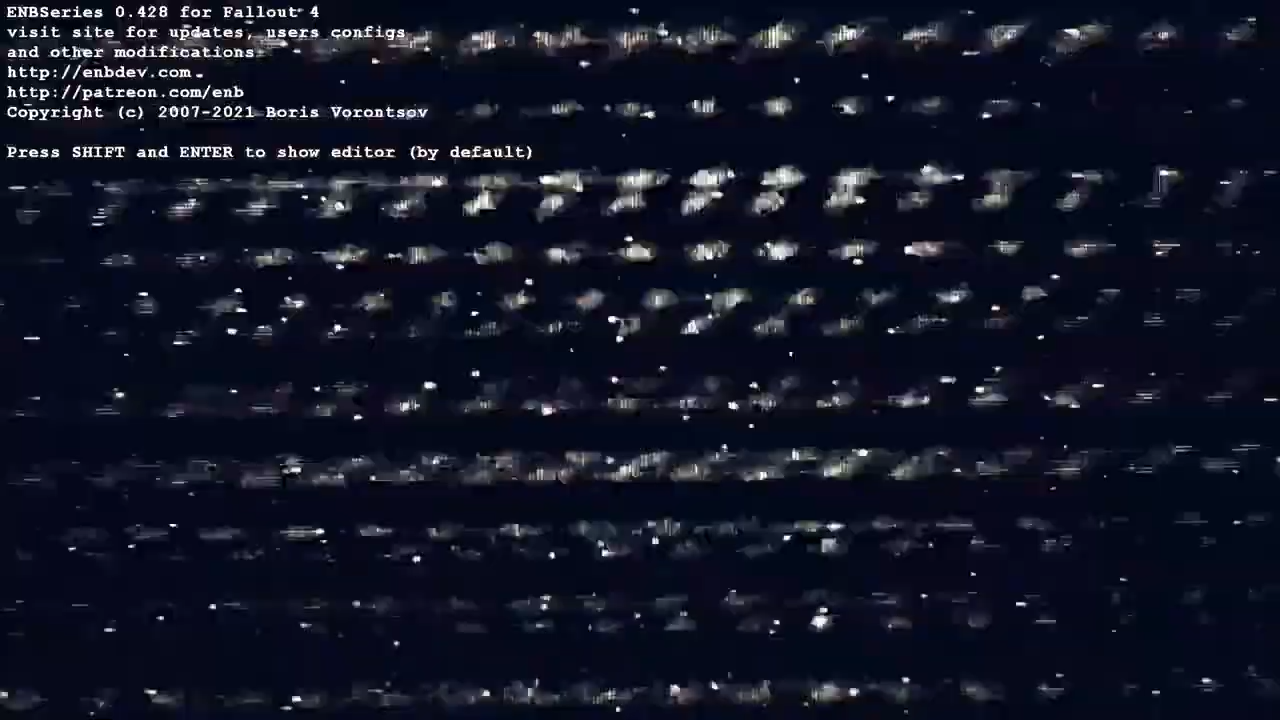 ENBSeries 0.428 for Fallout 4
visit site for updates, users configs
and other modifications
http://enbdev.com
http://patreon.com/enb
Copyright (c) 2007-2021 Boris Vorontsov
Press SHIFT and ENTER to show editor (by default)